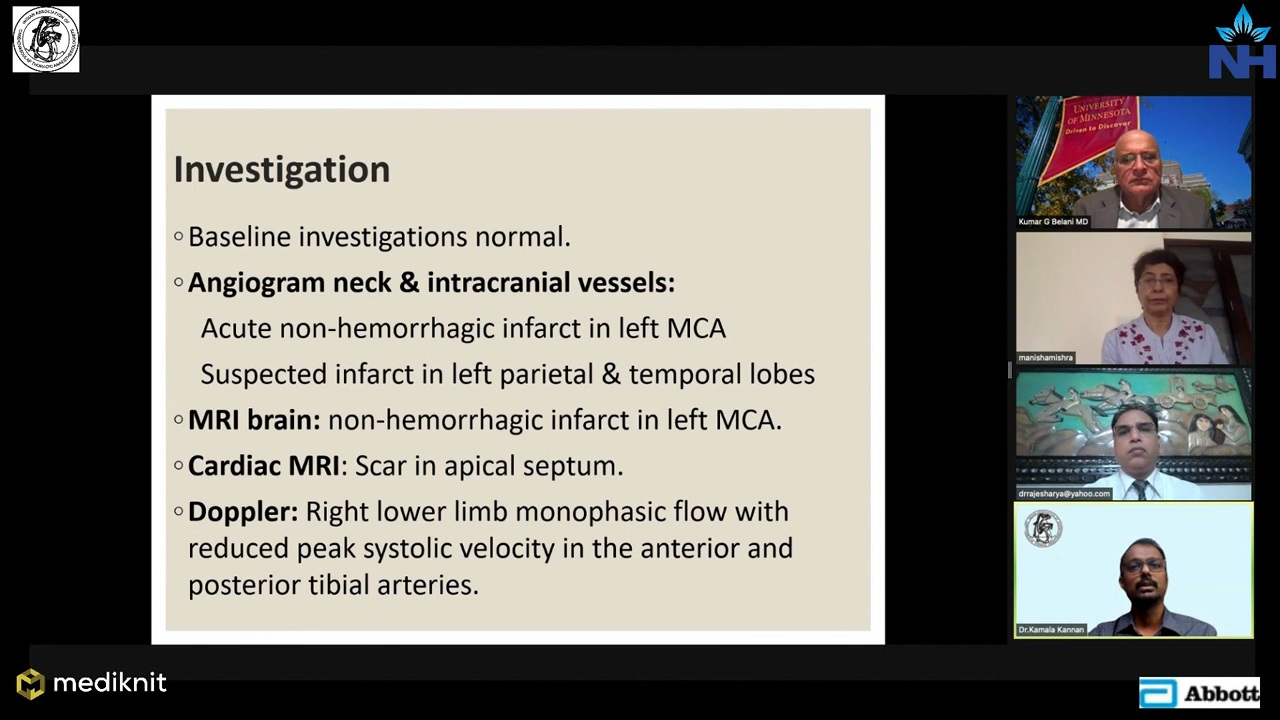 NH
Investigation
◦Baseline investigations normal.
◦Angiogram neck & intracranial vessels:
Acute non-hemorrhagic infarct in left MCA
Suspected infarct in left parietal & temporal lobes
◦MRI brain: non-hemorrhagic infarct in left MCA.
◦Cardiac MRI: Scar in apical septum.
◦Doppler: Right lower limb monophasic flow with
reduced peak systolic velocity in the anterior and
posterior tibial arteries.
UNIVERSITY
OF MINNESOTA
Driven to Discover
Kumar G Belani MD
manishamishra
drrajesharya@yahoo.com
Dr.Kamala Kannan
mediknit
Abbott